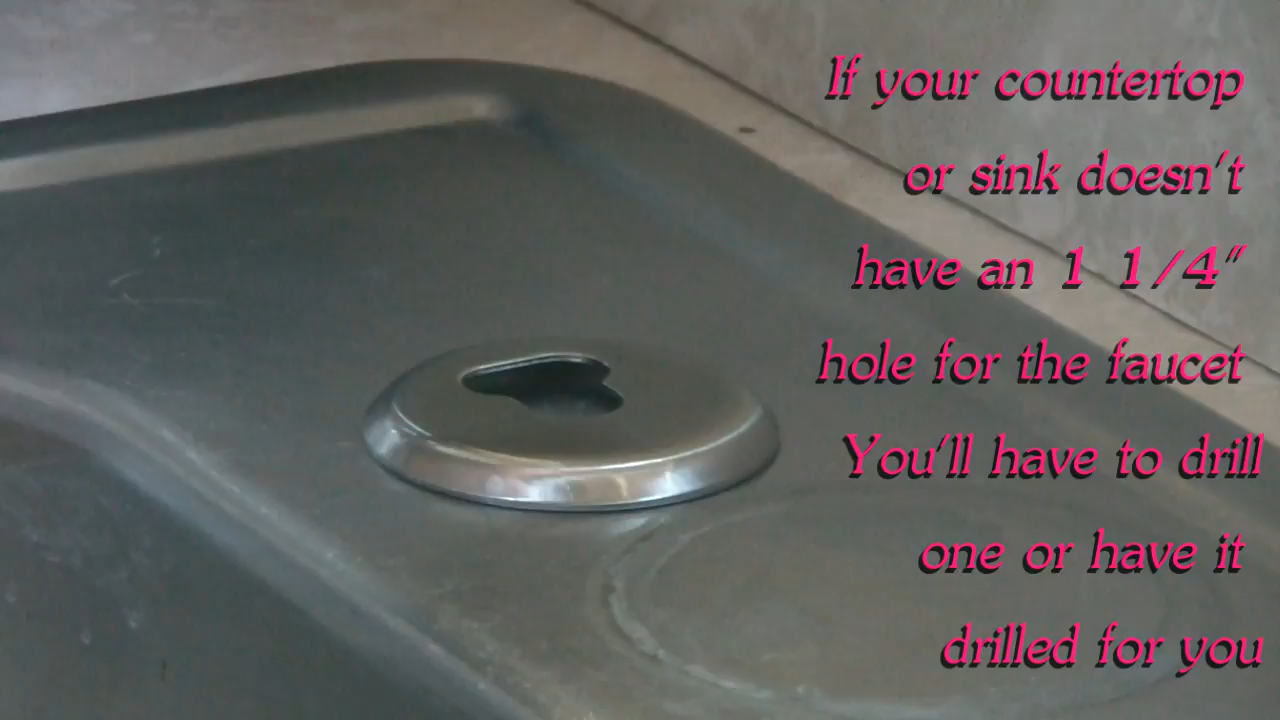 If your countertop
or sink doesn't
have an 1 1/4"
hole for the faucet
You'll have to drill
one or have it
drilled for you